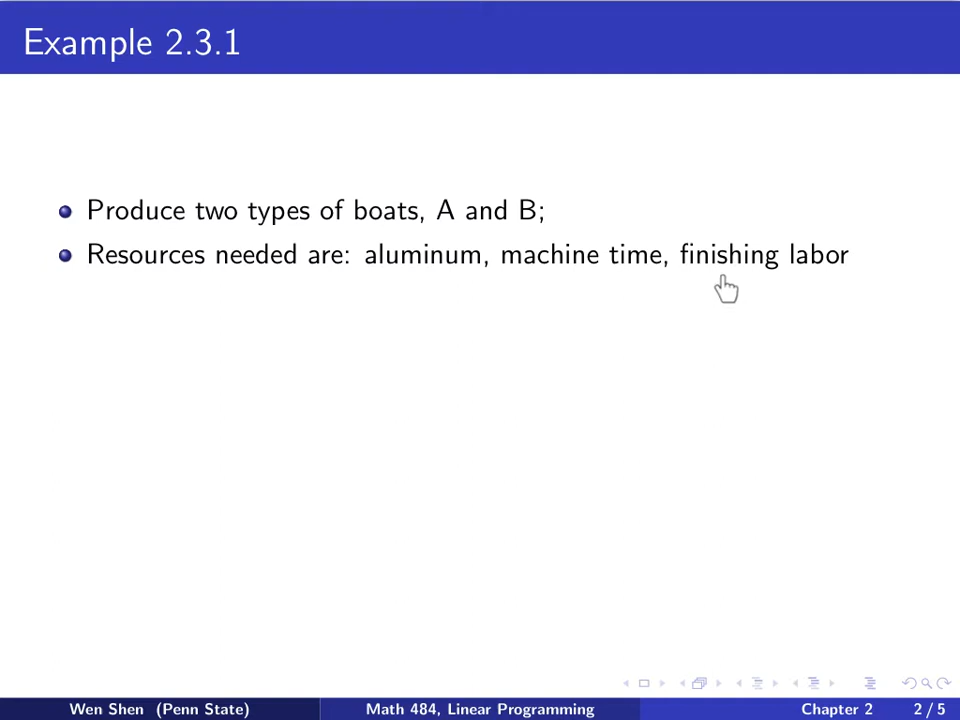 Example 2.3.1
Produce two types of boats, A and B;
Resources needed are: aluminum, machine time, finishing labor
Wen Shen (Penn State) Math 484, Linear Programming Chapter 2 2 / 5